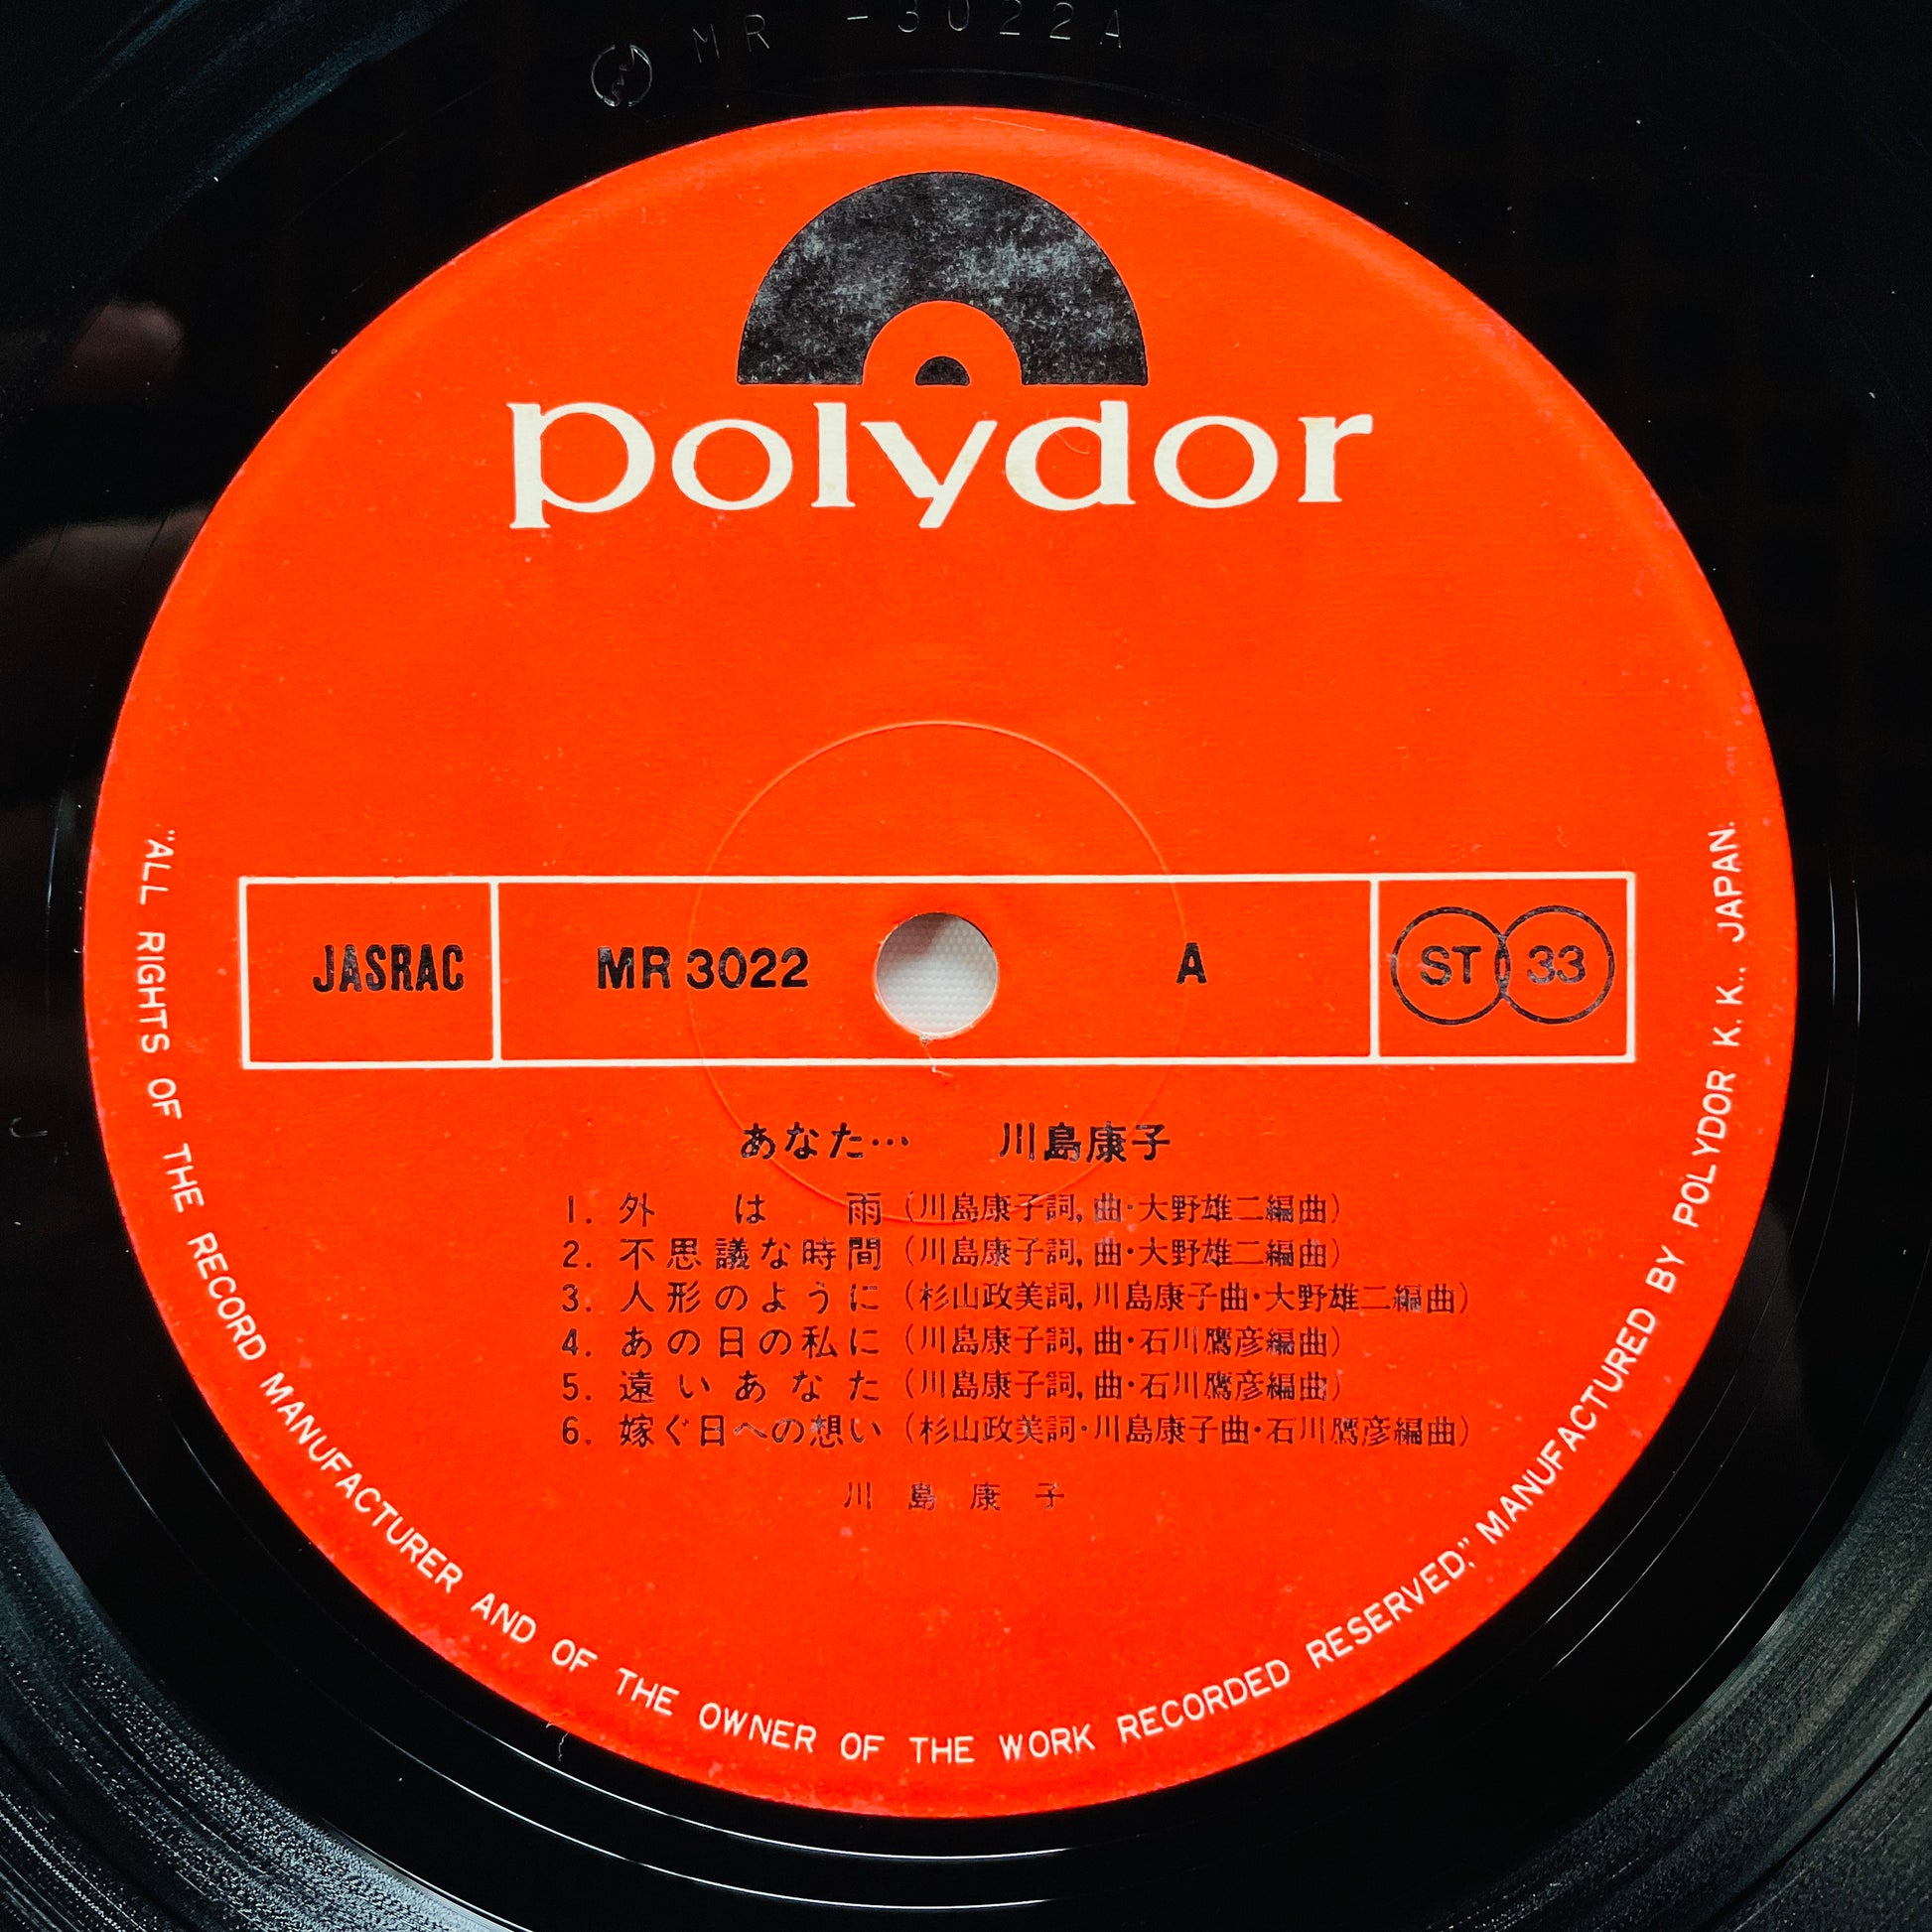 MR -3022A
polydor
JASRAC MR 3022 A ST 33
あなた… 川島康子
1. 外は雨 (川島康子詞, 曲・大野雄二編曲)
2. 不思議な時間 (川島康子詞, 曲・大野雄二編曲)
3. 人形のように (杉山政美詞, 川島康子曲・大野雄二編曲)
4. あの日の私に (川島康子詞, 曲・石川鷹彦編曲)
5. 遠いあなた (川島康子詞, 曲・石川鷹彦編曲)
6. 嫁ぐ日への想い (杉山政美詞・川島康子曲・石川鷹彦編曲)
川島康子
"ALL RIGHTS OF THE RECORD MANUFACTURER AND OF THE OWNER OF THE WORK RECORDED RESERVED," MANUFACTURED BY POLYDOR K. K., JAPAN.